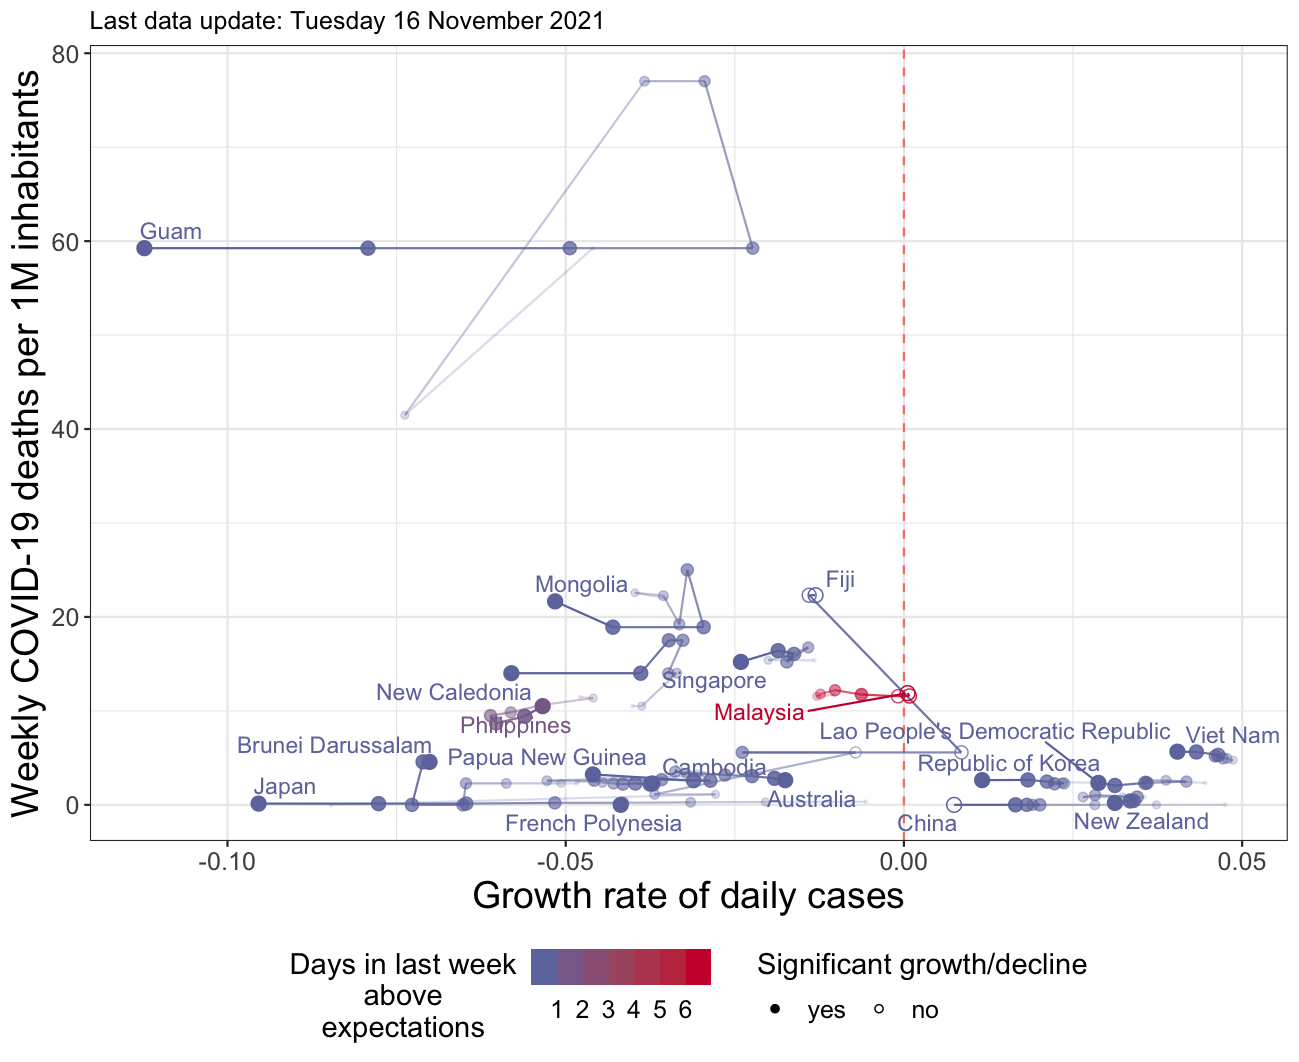 Last data update: Tuesday 16 November 2021
Weekly COVID-19 deaths per 1M inhabitants
80
60
40
20
0
Guam
Mongolia
Fiji
New Caledonia
Singapore
Malaysia
Philippines
Lao People's Democratic Republic
Viet Nam
Brunei Darussalam
Papua New Guinea
Cambodia
Republic of Korea
Japan
Australia
French Polynesia
China
New Zealand
-0.10
-0.05
0.00
0.05
Growth rate of daily cases
Days in last week
above
expectations
1 2 3 4 5 6
Significant growth/decline
yes
no